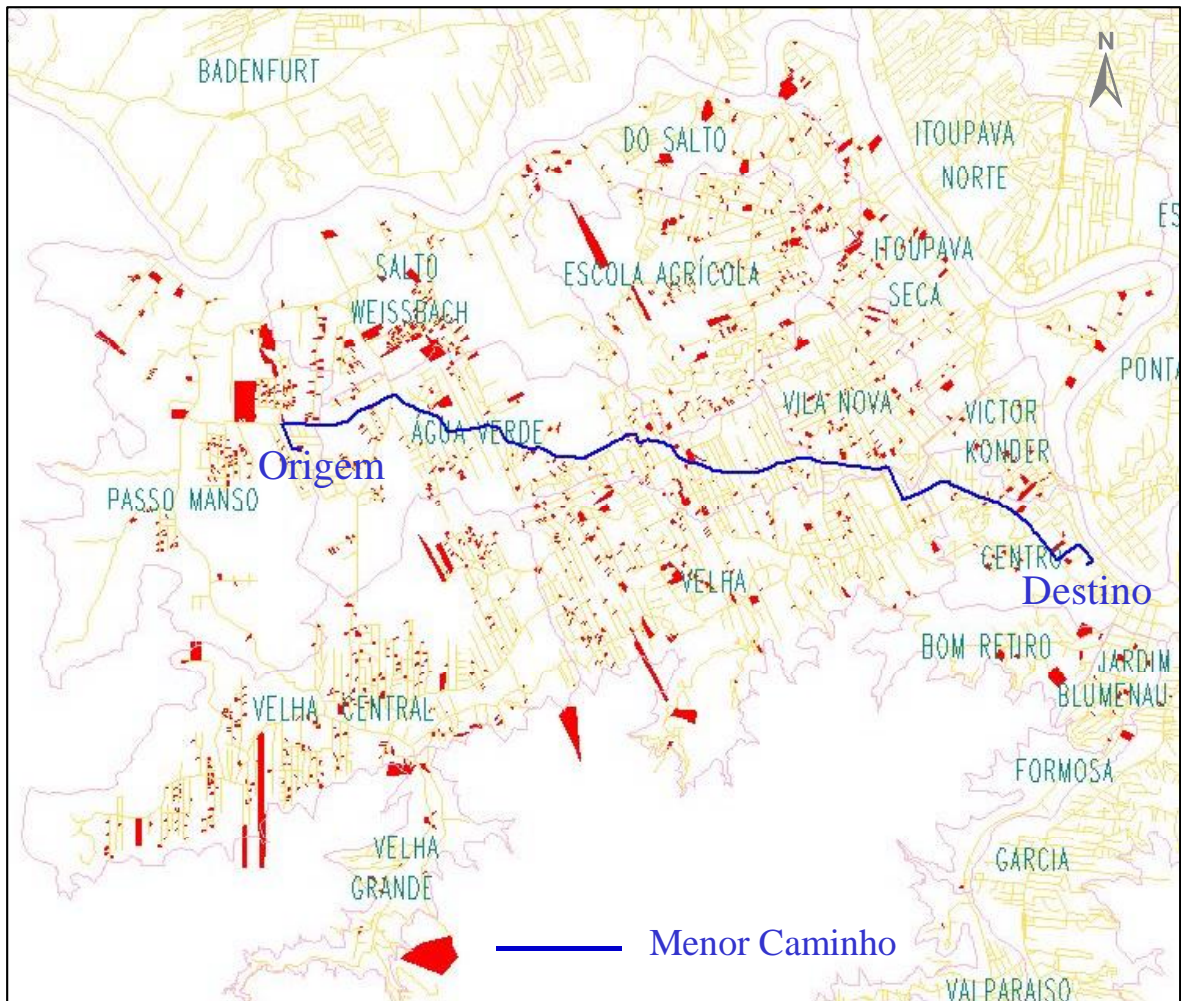 N
BADENFURT
DO SALTO
ITOUPAVA
NORTE
ES
SALTO
WEISSBACH
ESCOLA AGRÍCOLA
ITOUPAVA
SECA
PONTA
VILA NOVA
VICTOR
KONDER
ÁGUA VERDE
Origem
PASSO MANSO
CENTRO
VELHA
Destino
BOM RETIRO
JARDIM
BLUMENAU
VELHA CENTRAL
FORMOSA
VELHA
GRANDE
GARCIA
Menor Caminho
VALPARAISO